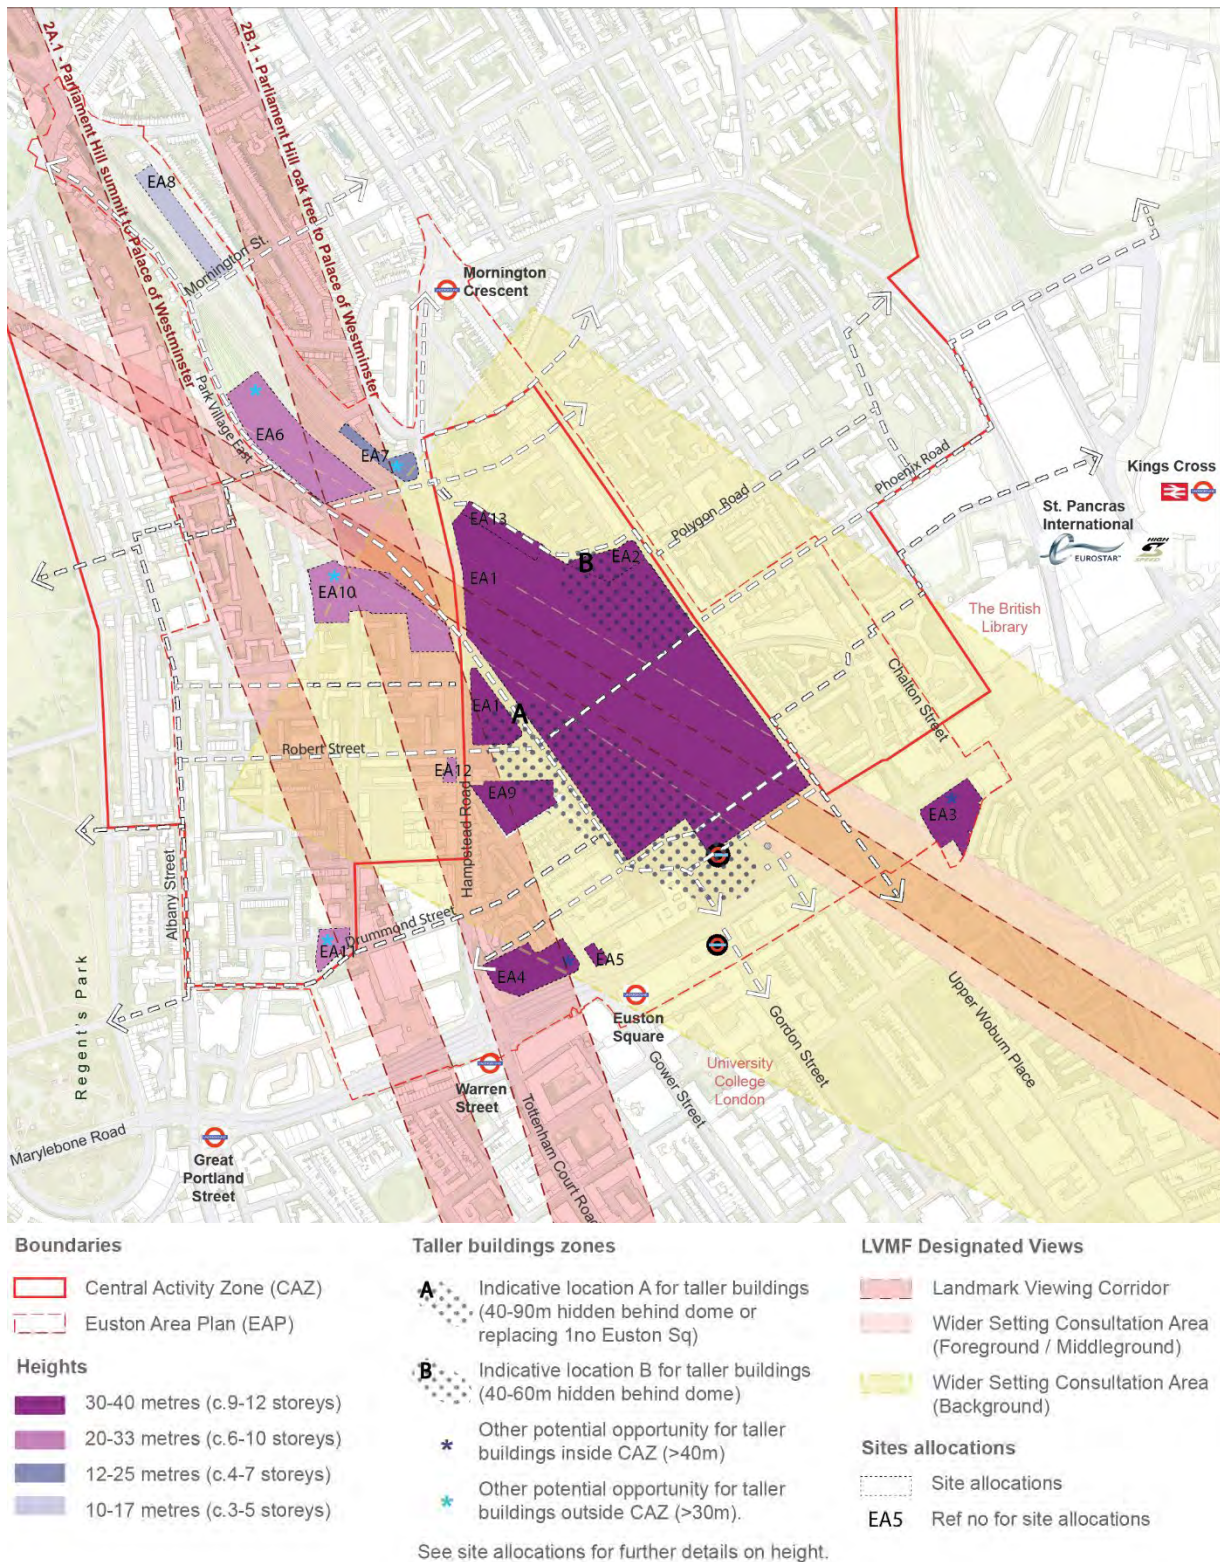 2A.1 - Parliament Hill summit to Palace of Westminster
2B.1 - Parliament Hill oak tree to Palace of Westminster
EA8
Mornington St.
Mornington
Crescent
Park Village East
EA6
EA7
Phoenix Road
Polygon Road
Kings Cross
St. Pancras
International
EUROSTAR™
HIGH
SPEED
EA13
B
EA2
EA1
EA10
The British
Library
Chalton Street
EA1
A
Robert Street
EA12
EA9
Hampstead Road
EA3
Albany Street
Drummond Street
EA11
EA4
EA5
Regent's Park
Euston
Square
Upper Woburn Place
Gordon Street
University
College
London
Gower Street
Warren
Street
Tottenham Court Road
Marylebone Road
Great
Portland
Street
Boundaries
Central Activity Zone (CAZ)
Euston Area Plan (EAP)
Heights
30-40 metres (c.9-12 storeys)
20-33 metres (c.6-10 storeys)
12-25 metres (c.4-7 storeys)
10-17 metres (c.3-5 storeys)
Taller buildings zones
A
Indicative location A for taller buildings
(40-90m hidden behind dome or
replacing 1no Euston Sq)
B
Indicative location B for taller buildings
(40-60m hidden behind dome)
Other potential opportunity for taller
buildings inside CAZ (>40m)
Other potential opportunity for taller
buildings outside CAZ (>30m).
See site allocations for further details on height.
LVMF Designated Views
Landmark Viewing Corridor
Wider Setting Consultation Area
(Foreground / Middleground)
Wider Setting Consultation Area
(Background)
Sites allocations
Site allocations
EA5
Ref no for site allocations